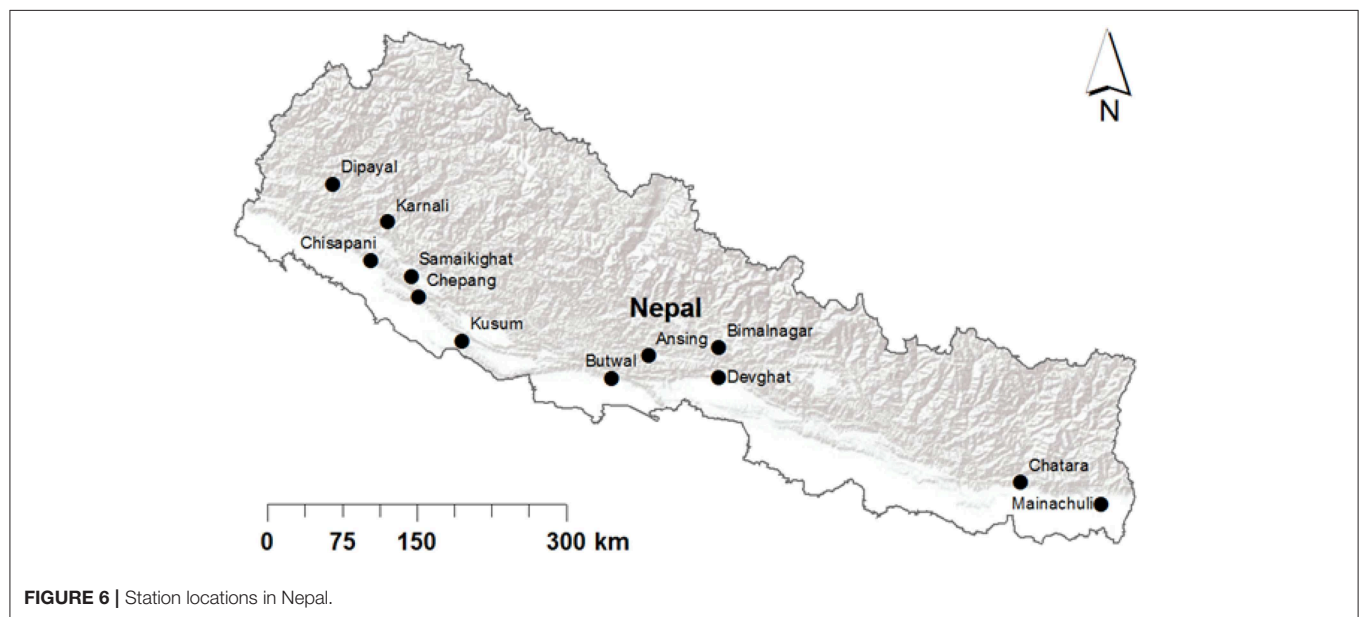 N
Dipayal
Karnali
Chisapani
Samaikighat
Chepang
Nepal
Kusum
Ansing
Bimalnagar
Butwal
Devghat
Chatara
Mainachuli
0 75 150 300 km
FIGURE 6 | Station locations in Nepal.